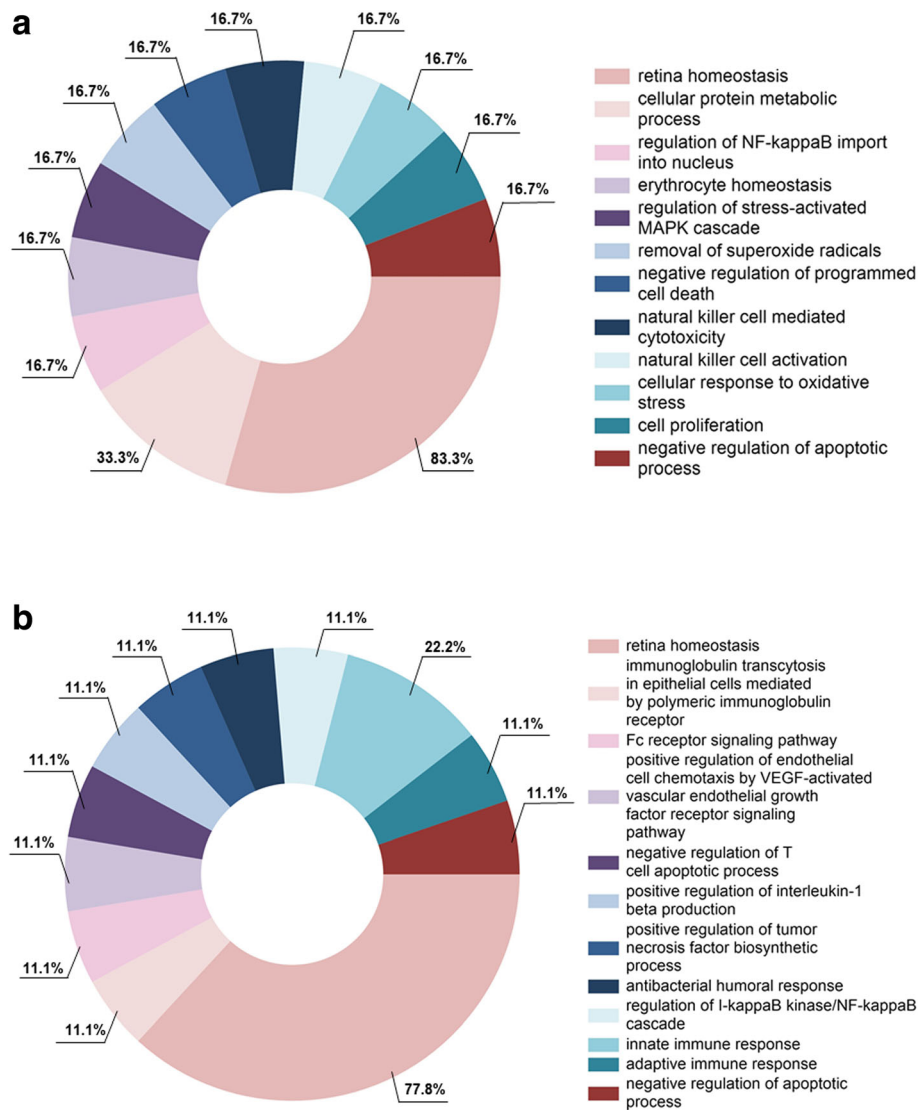 a
16.7%
16.7%
16.7%
16.7%
16.7%
16.7%
16.7%
16.7%
16.7%
16.7%
33.3%
83.3%
retina homeostasis
cellular protein metabolic
process
regulation of NF-kappaB import
into nucleus
erythrocyte homeostasis
regulation of stress-activated
MAPK cascade
removal of superoxide radicals
negative regulation of programmed
cell death
natural killer cell mediated
cytotoxicity
natural killer cell activation
cellular response to oxidative
stress
cell proliferation
negative regulation of apoptotic
process
b
11.1%
11.1%
11.1%
22.2%
11.1%
11.1%
11.1%
11.1%
11.1%
11.1%
11.1%
77.8%
retina homeostasis
immunoglobulin transcytosis
in epithelial cells mediated
by polymeric immunoglobulin
receptor
Fc receptor signaling pathway
positive regulation of endothelial
cell chemotaxis by VEGF-activated
vascular endothelial growth
factor receptor signaling
pathway
negative regulation of T
cell apoptotic process
positive regulation of interleukin-1
beta production
positive regulation of tumor
necrosis factor biosynthetic
process
antibacterial humoral response
regulation of I-kappaB kinase/NF-kappaB
cascade
innate immune response
adaptive immune response
negative regulation of apoptotic
process